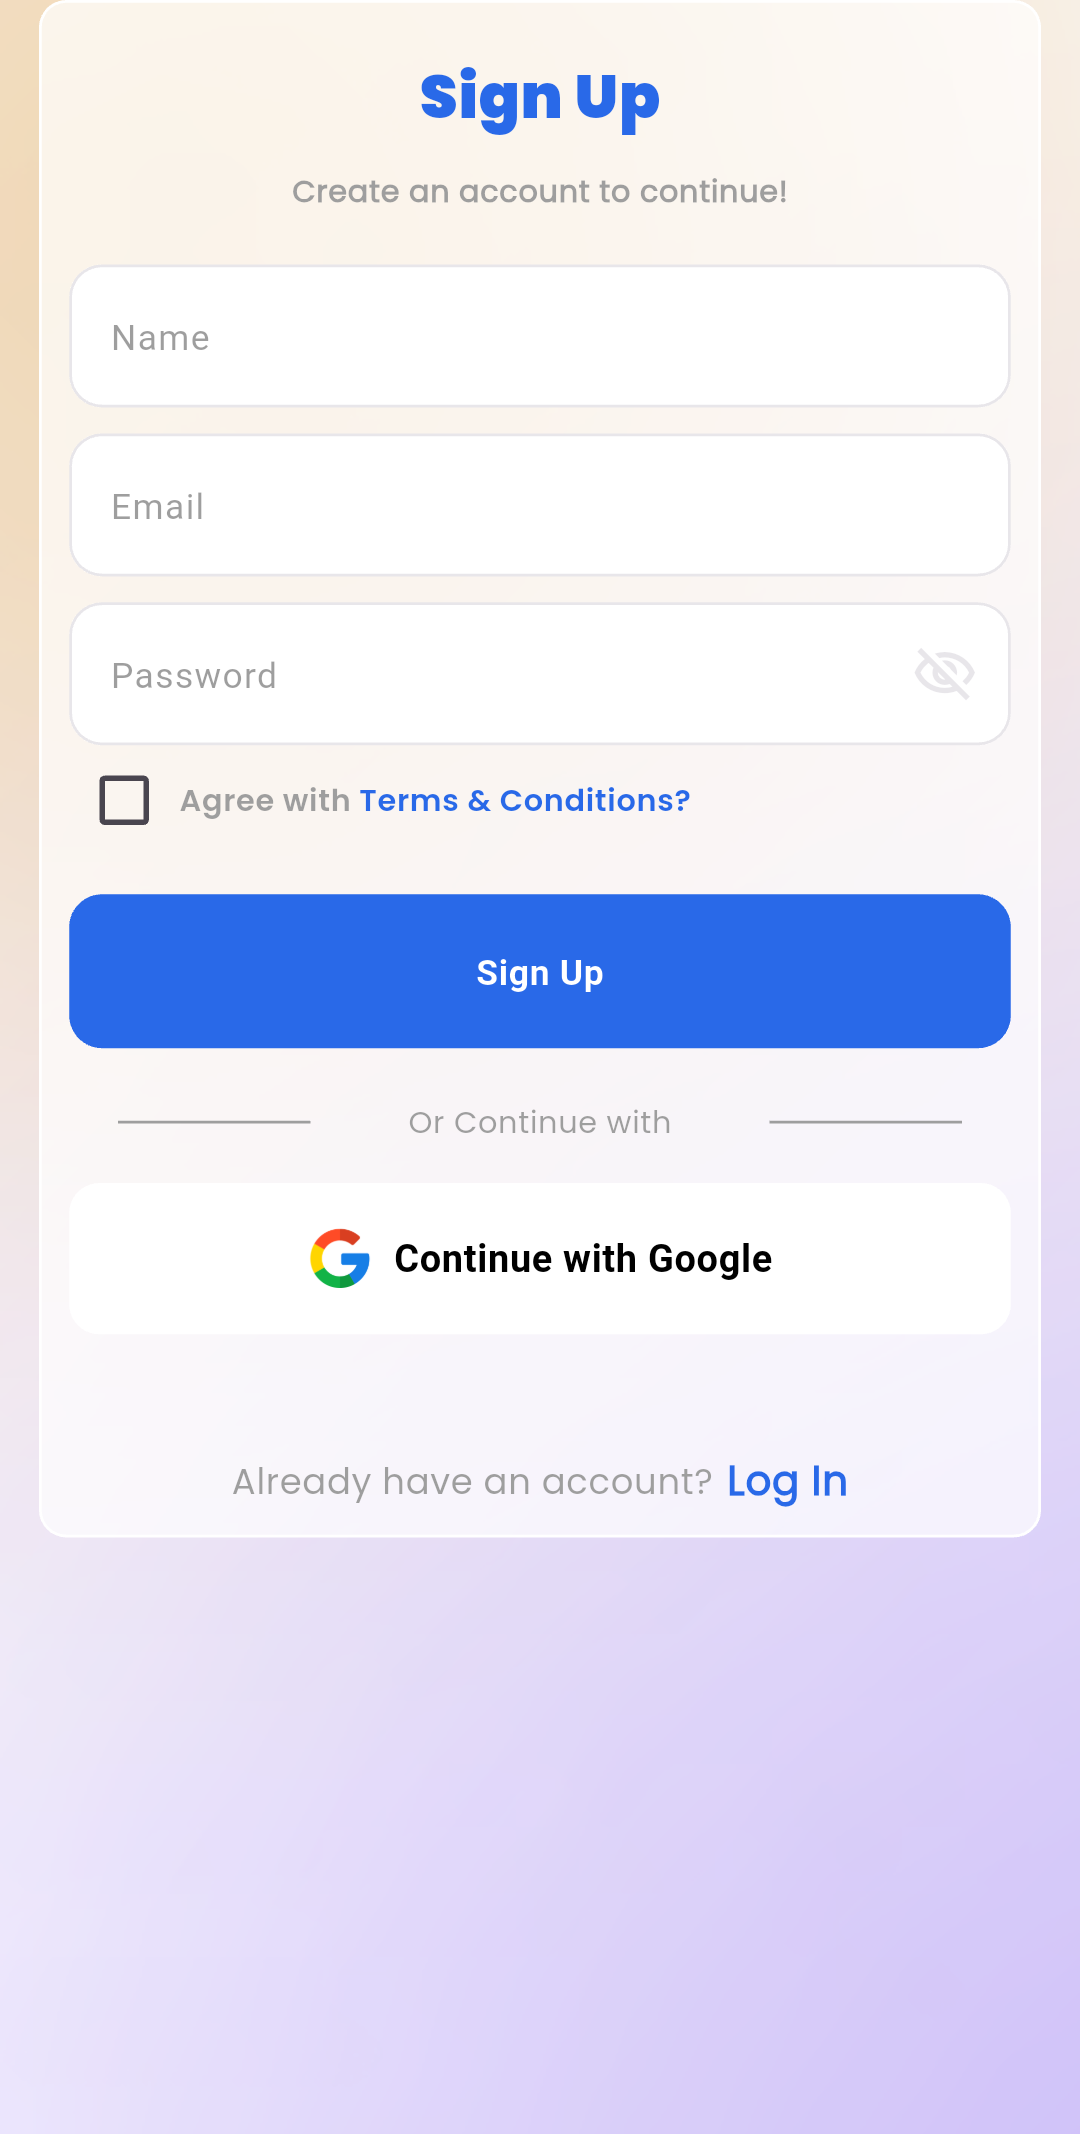 Sign Up
Create an account to continue!
Name
Email
Password
Agree with Terms & Conditions?
Sign Up
Or Continue with
Continue with Google
Already have an account? Log In